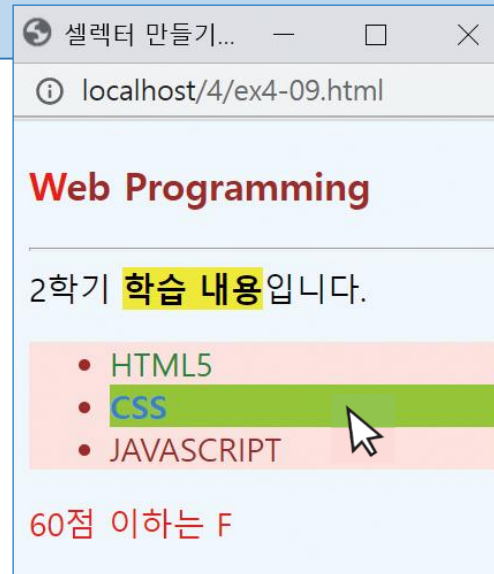 셀렉터 만들기...
localhost/4/ex4-09.html
Web Programming
2학기 학습 내용입니다.
• HTML5
• CSS
• JAVASCRIPT
60점 이하는 F